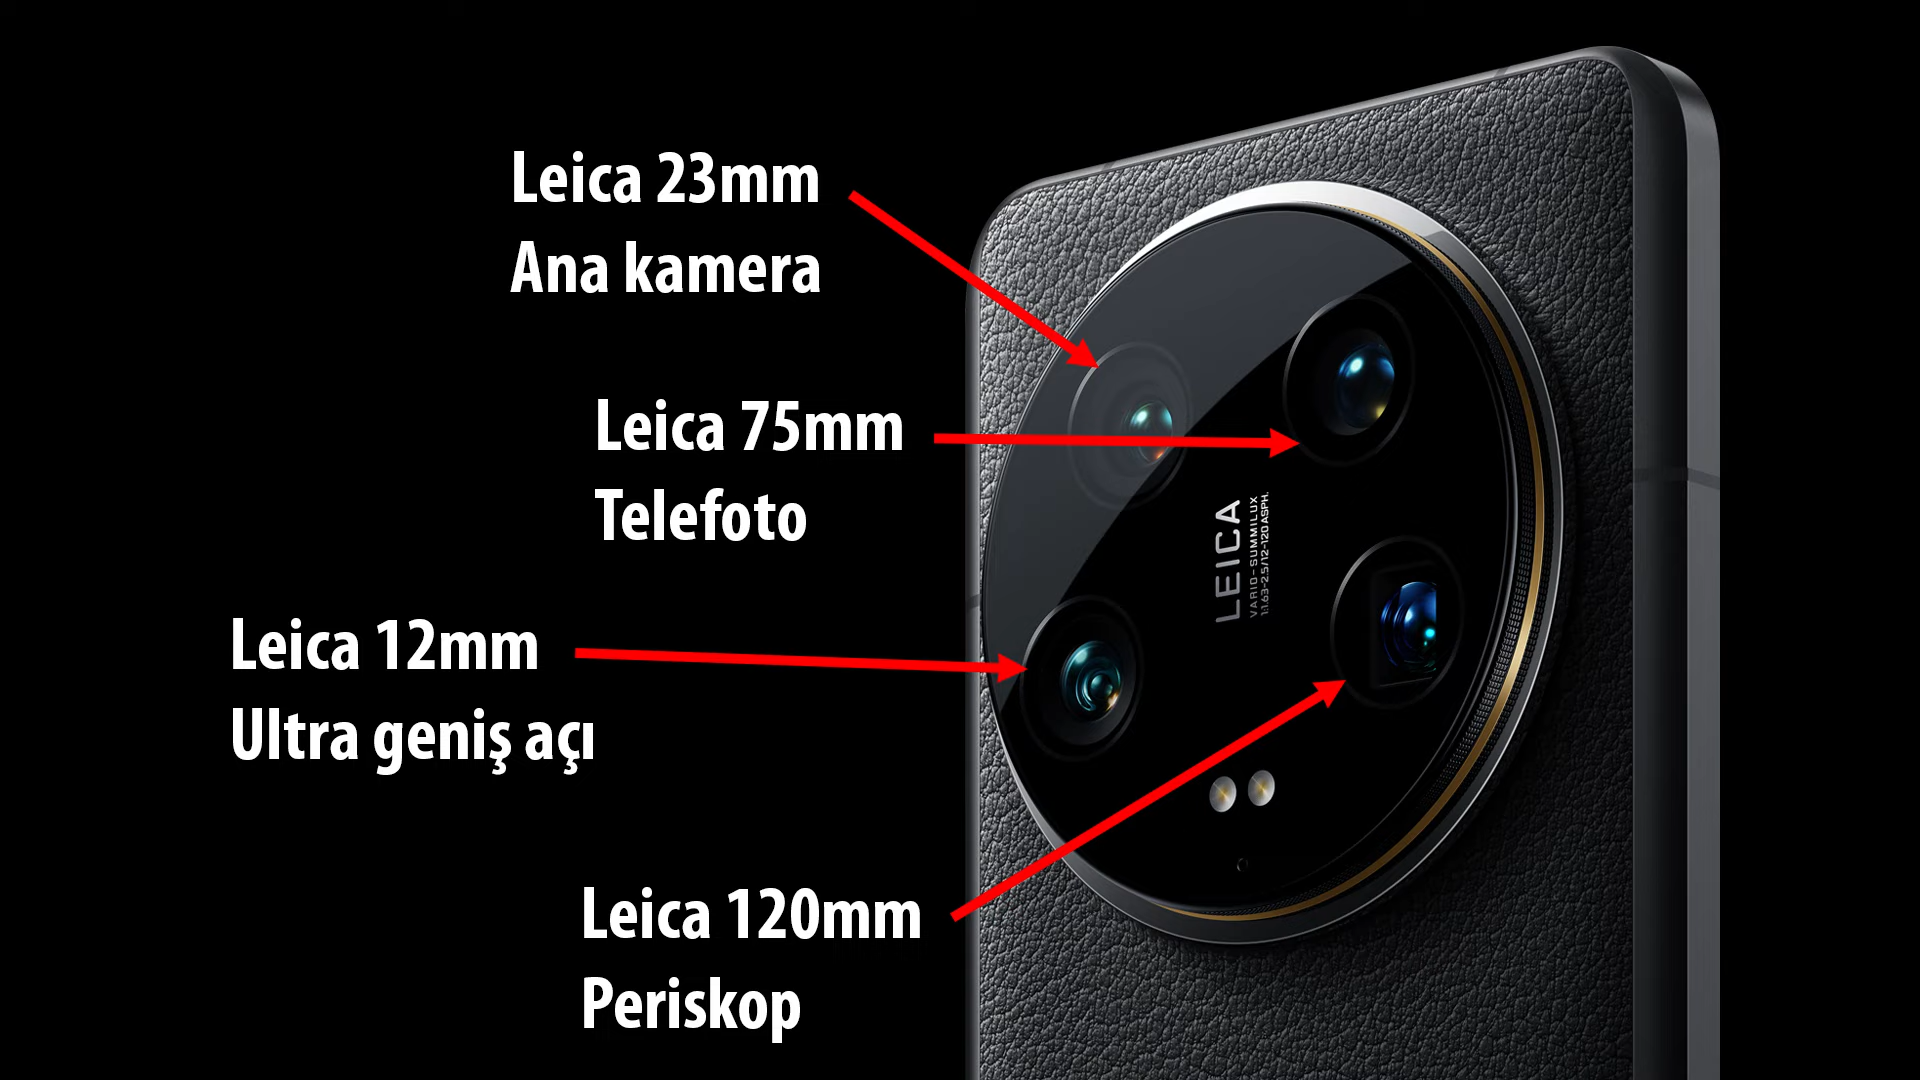 Leica 23mm
Ana kamera
Leica 75mm
Telefoto
Leica 12mm
Ultra geniş açı
Leica 120mm
Periskop
LEICA
VARIO-SUMMILUX
1:1.63-2.5/12-120 ASPH.